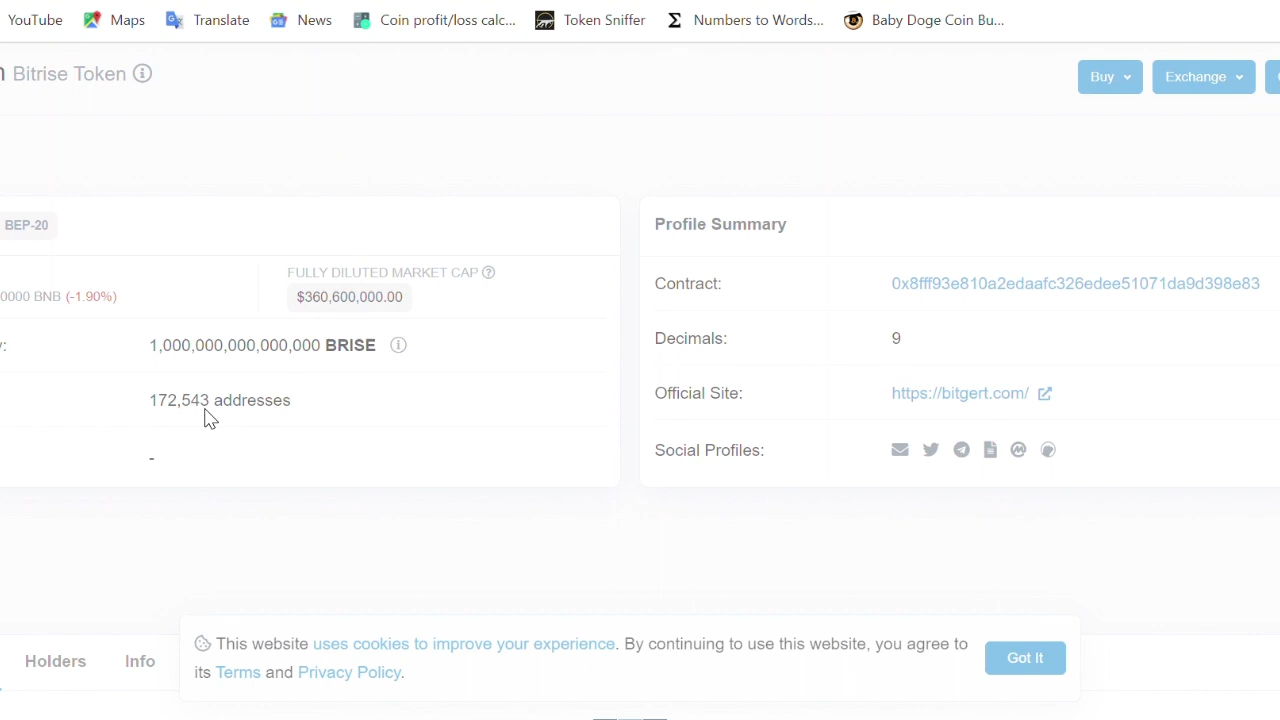 YouTube Maps Translate News Coin profit/loss calc... Token Sniffer Numbers to Words... Baby Doge Coin Bu...
Bitrise Token
Buy Exchange
BEP-20
FULLY DILUTED MARKET CAP
0000 BNB (-1.90%) $360,600,000.00
1,000,000,000,000,000 BRISE
172,543 addresses
-
Profile Summary
Contract: 0x8fff93e810a2edaafc326edee51071da9d398e83
Decimals: 9
Official Site: https://bitgert.com/
Social Profiles:
Holders Info
This website uses cookies to improve your experience. By continuing to use this website, you agree to
its Terms and Privacy Policy.
Got It